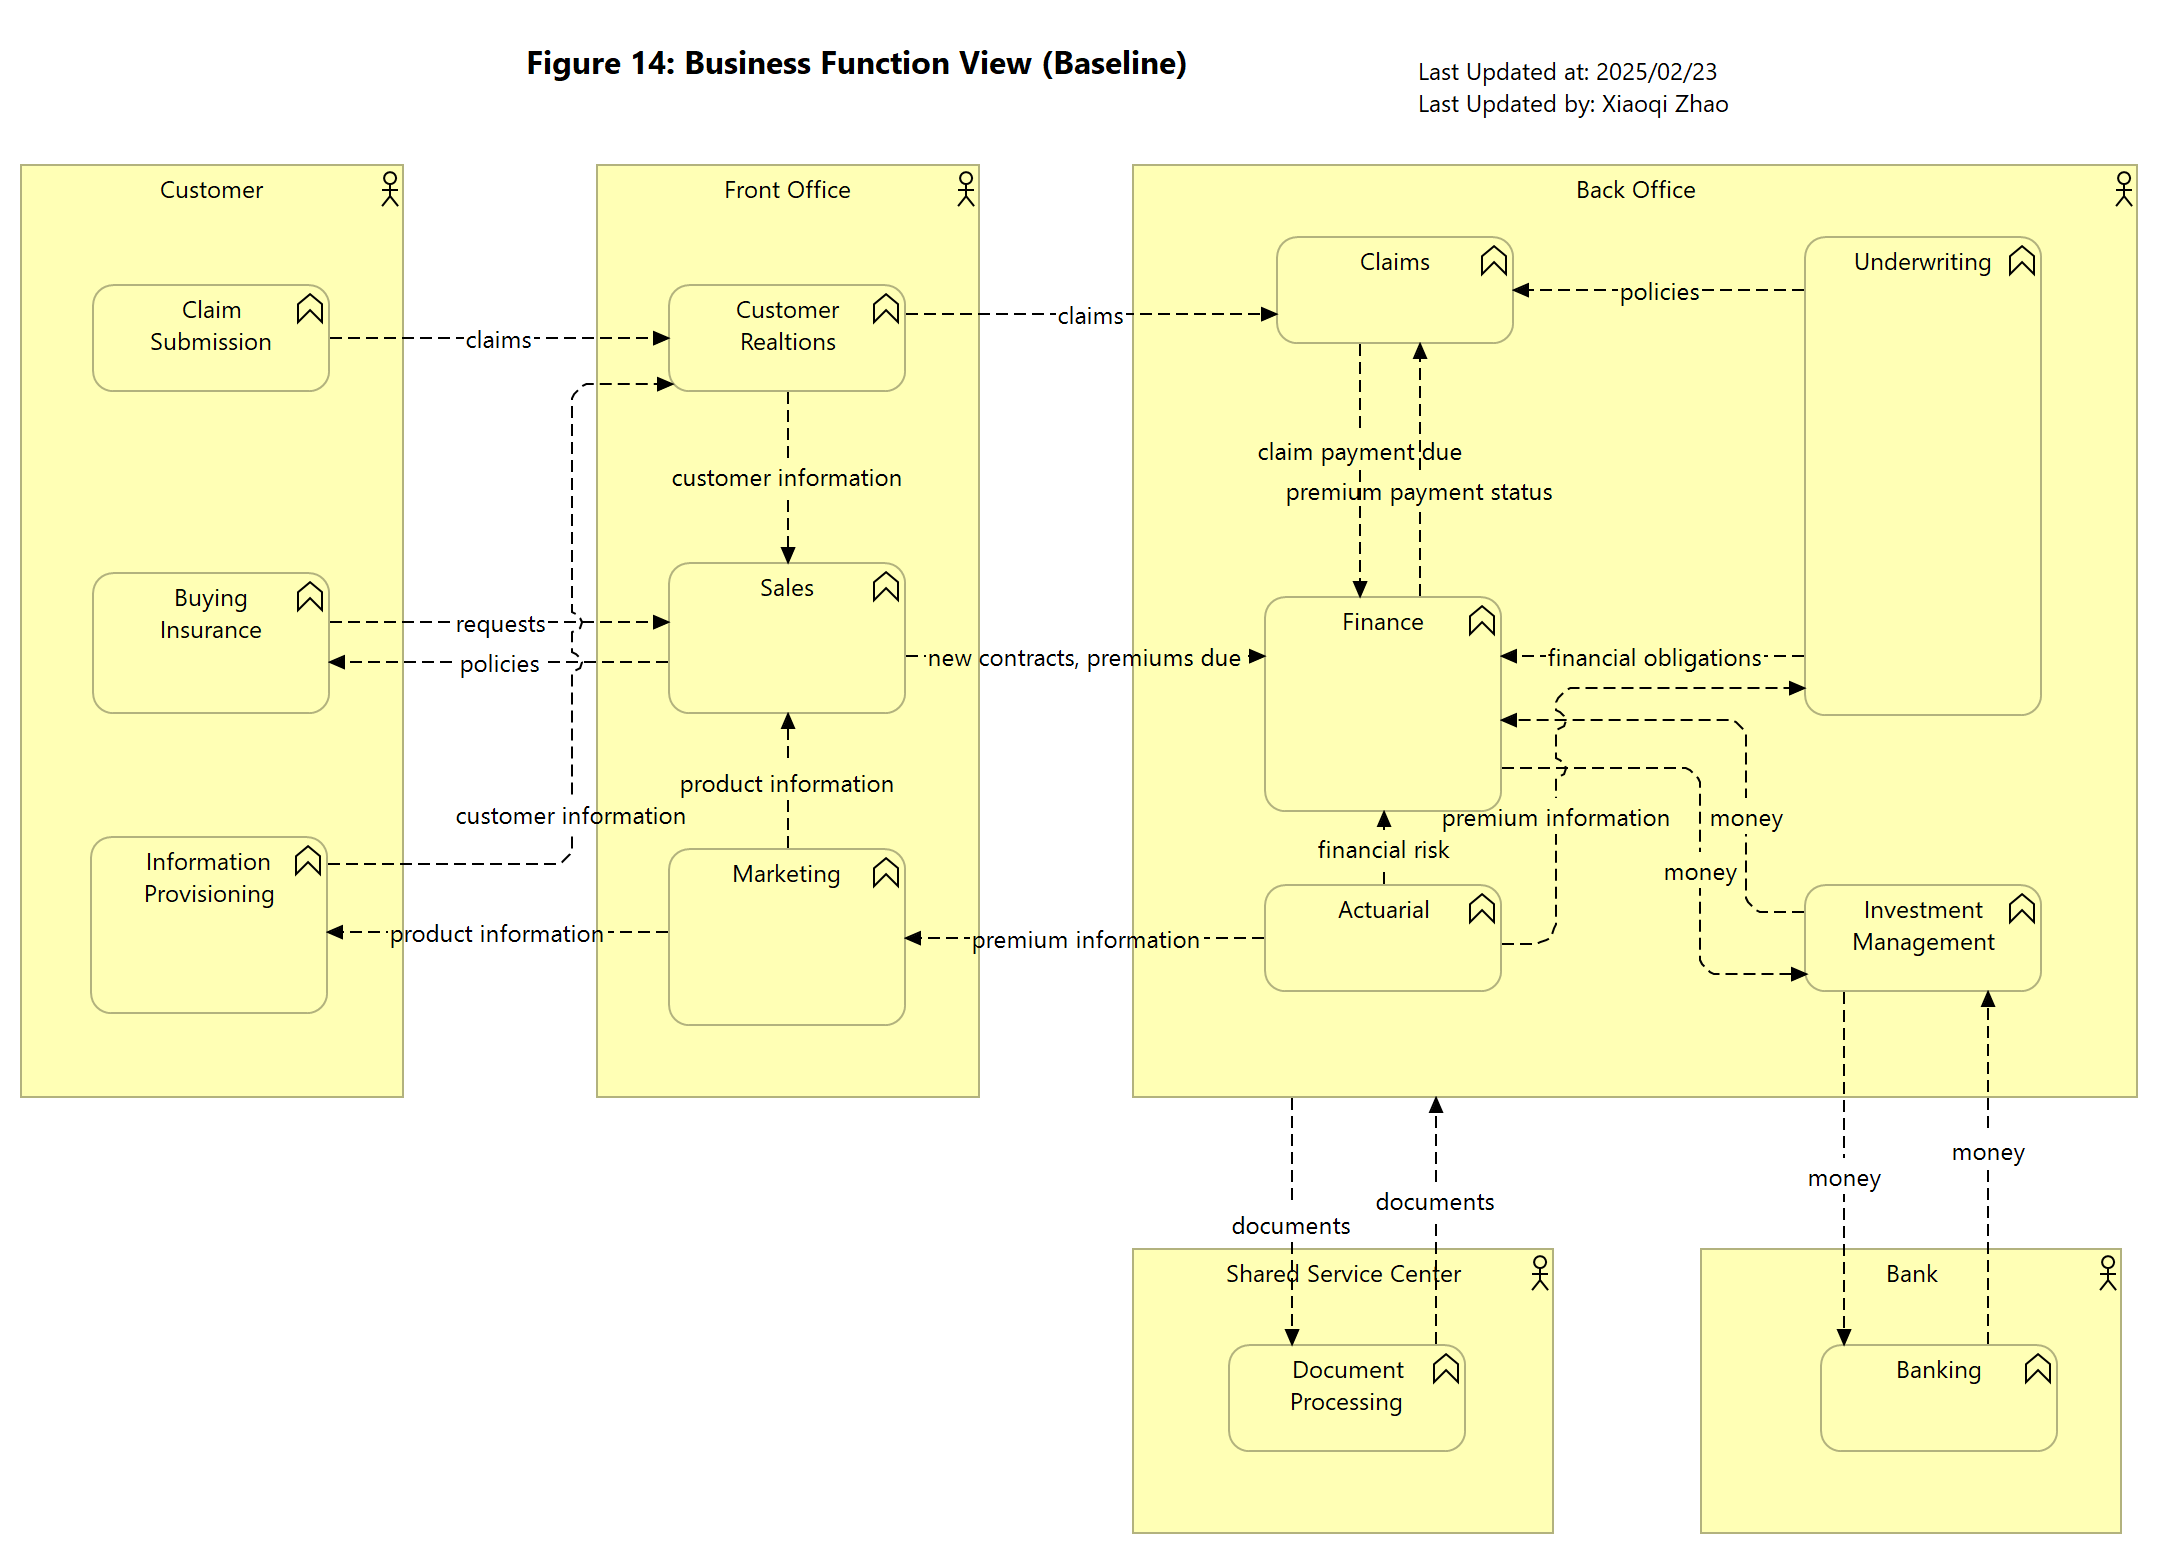 Figure 14: Business Function View (Baseline)
Last Updated at: 2025/02/23
Last Updated by: Xiaoqi Zhao
Customer
Claim
Submission
Buying
Insurance
Information
Provisioning
claims
requests
policies
customer information
product information
Front Office
Customer
Realtions
customer information
Sales
product information
Marketing
claims
new contracts, premiums due
premium information
Back Office
Claims
policies
Underwriting
claim payment due
premium payment status
Finance
financial obligations
premium information
money
financial risk
money
Actuarial
Investment
Management
documents
documents
money
money
Shared Service Center
Document
Processing
Bank
Banking